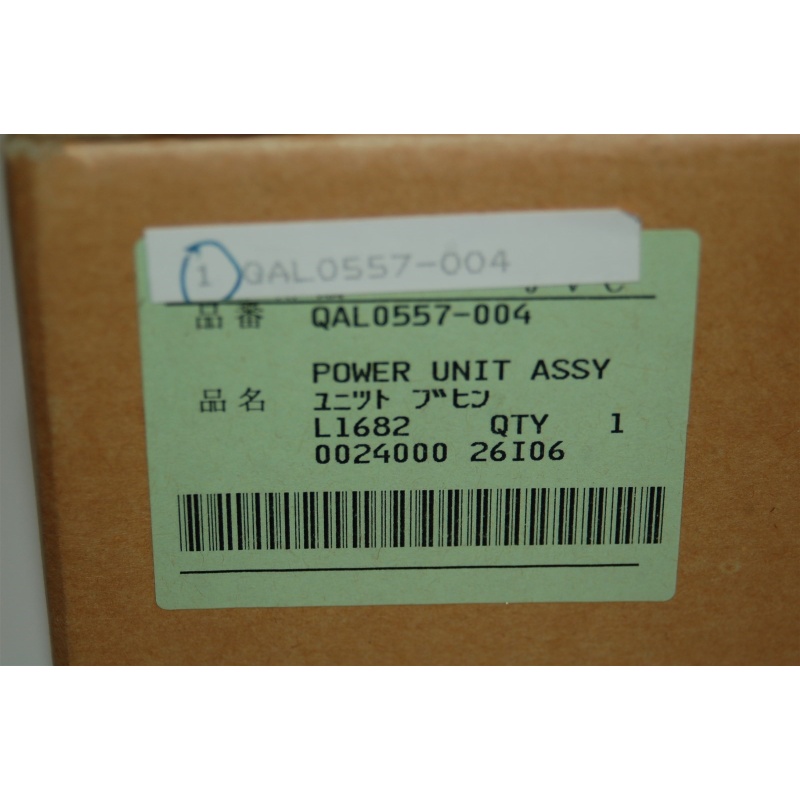 1 QAL0557-004
品番 QAL0557-004
POWER UNIT ASSY
品名 ユニット ブヒン
L1682 QTY 1
0024000 26I06